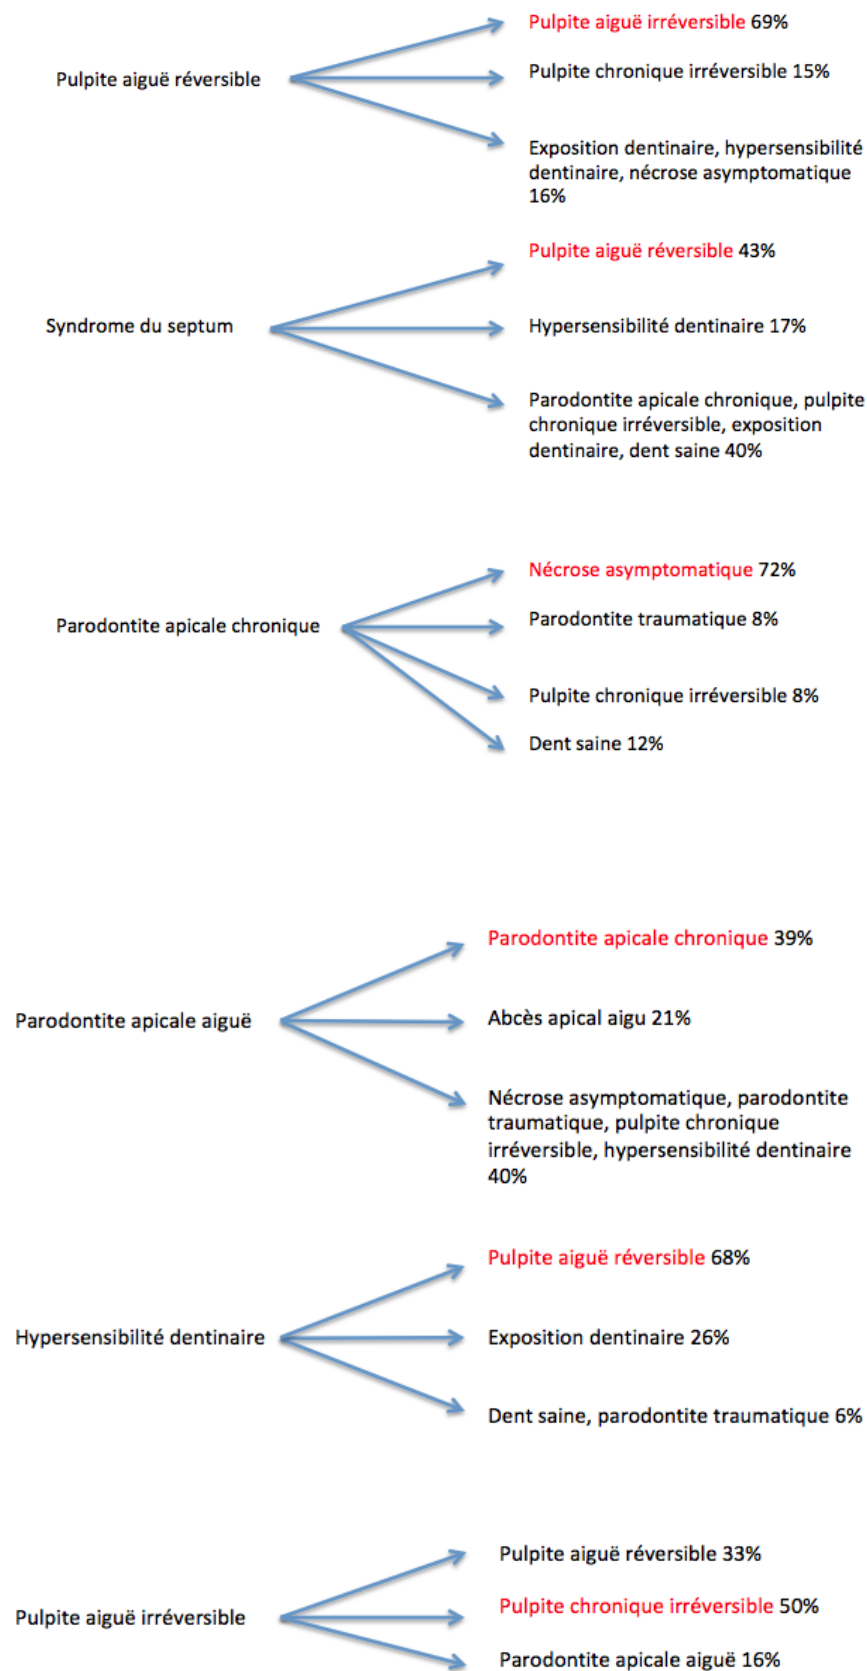 Pulpite aiguë réversible
Pulpite aiguë irréversible 69%
Pulpite chronique irréversible 15%
Exposition dentinaire, hypersensibilité
dentinaire, nécrose asymptomatique
16%
Syndrome du septum
Pulpite aiguë réversible 43%
Hypersensibilité dentinaire 17%
Parodontite apicale chronique, pulpite
chronique irréversible, exposition
dentinaire, dent saine 40%
Parodontite apicale chronique
Nécrose asymptomatique 72%
Parodontite traumatique 8%
Pulpite chronique irréversible 8%
Dent saine 12%
Parodontite apicale aiguë
Parodontite apicale chronique 39%
Abcès apical aigu 21%
Nécrose asymptomatique, parodontite
traumatique, pulpite chronique
irréversible, hypersensibilité dentinaire
40%
Hypersensibilité dentinaire
Pulpite aiguë réversible 68%
Exposition dentinaire 26%
Dent saine, parodontite traumatique 6%
Pulpite aiguë irréversible
Pulpite aiguë réversible 33%
Pulpite chronique irréversible 50%
Parodontite apicale aiguë 16%